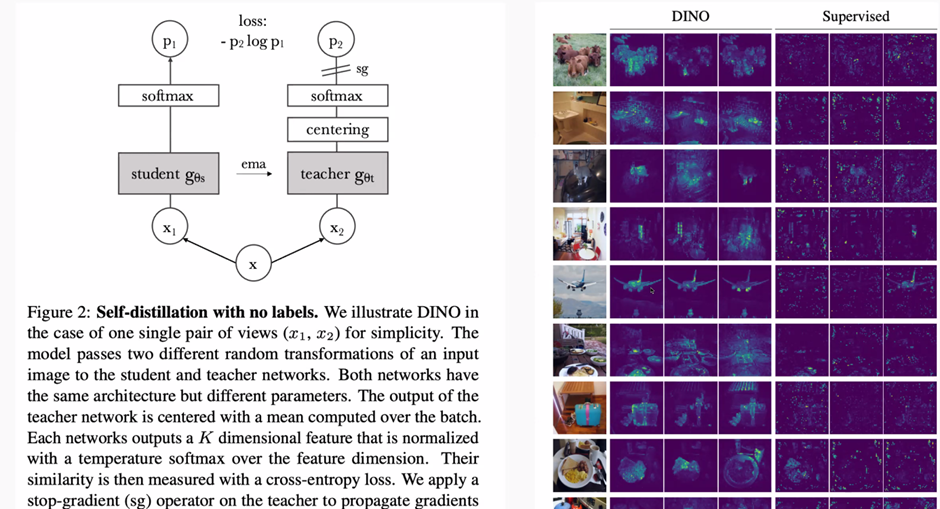 loss:
- p₂ log p₁
p₁
p₂
sg
softmax
softmax
centering
student gθs
ema
teacher gθt
x₁
x₂
x
Figure 2: Self-distillation with no labels. We illustrate DINO in
the case of one single pair of views (x₁, x₂) for simplicity. The
model passes two different random transformations of an input
image to the student and teacher networks. Both networks have
the same architecture but different parameters. The output of the
teacher network is centered with a mean computed over the batch.
Each networks outputs a K dimensional feature that is normalized
with a temperature softmax over the feature dimension. Their
similarity is then measured with a cross-entropy loss. We apply a
stop-gradient (sg) operator on the teacher to propagate gradients
DINO
Supervised